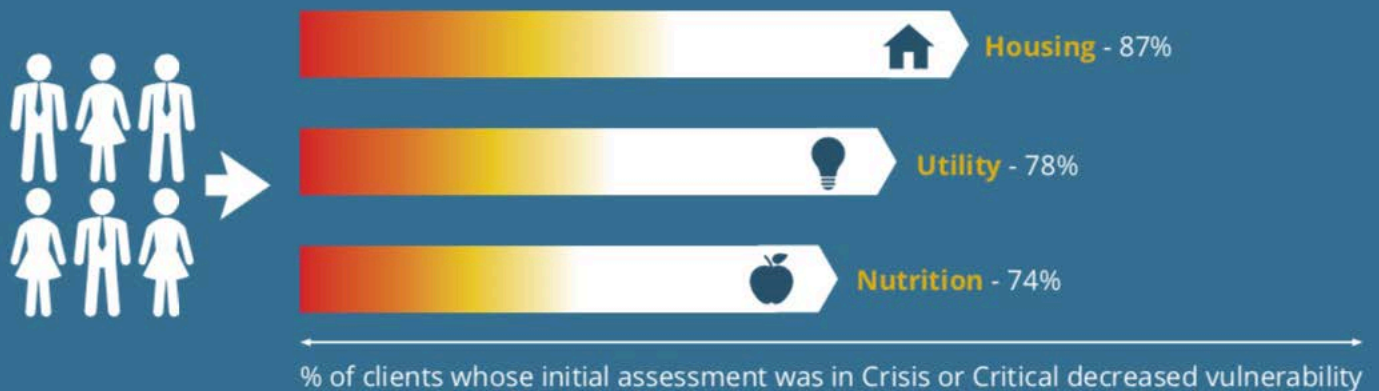 Housing - 87%
Utility - 78%
Nutrition - 74%
% of clients whose initial assessment was in Crisis or Critical decreased vulnerability